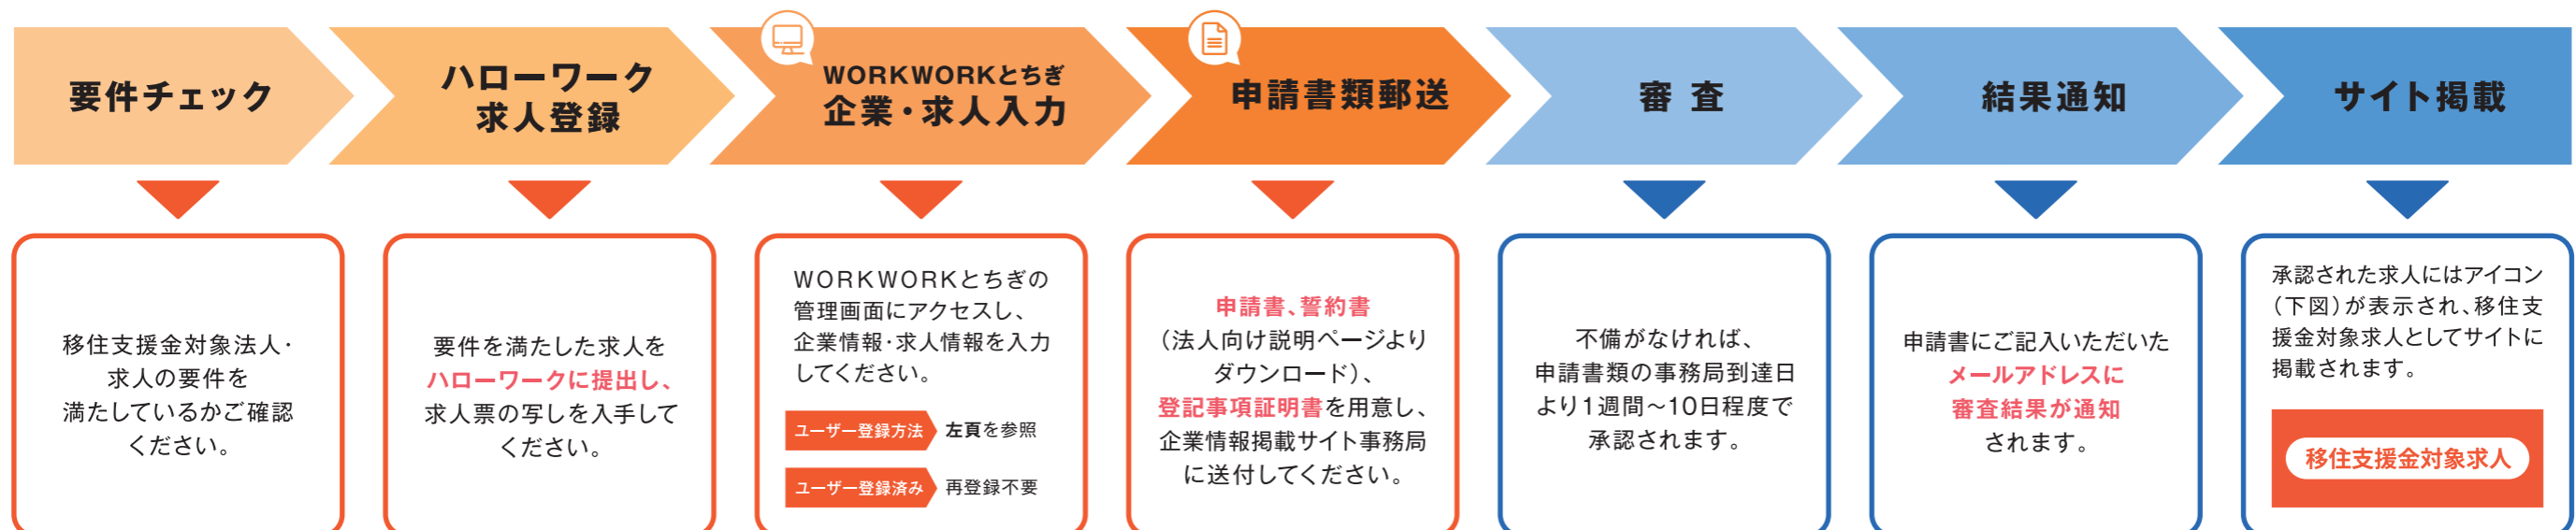 要件チェック
ハローワーク
求人登録
WORKWORKとちぎ
企業・求人入力
申請書類郵送
審 査
結果通知
サイト掲載
移住支援金対象法人・
求人の要件を
満たしているかご確認
ください。
要件を満たした求人を
ハローワークに提出し、
求人票の写しを入手して
ください。
WORKWORKとちぎの
管理画面にアクセスし、
企業情報・求人情報を入力
してください。
ユーザー登録方法 左頁を参照
ユーザー登録済み 再登録不要
申請書、誓約書
（法人向け説明ページより
ダウンロード）、
登記事項証明書を用意し、
企業情報掲載サイト事務局
に送付してください。
不備がなければ、
申請書類の事務局到達日
より1週間〜10日程度で
承認されます。
申請書にご記入いただいた
メールアドレスに
審査結果が通知
されます。
承認された求人にはアイコン
（下図）が表示され、移住支
援金対象求人としてサイトに
掲載されます。
移住支援金対象求人